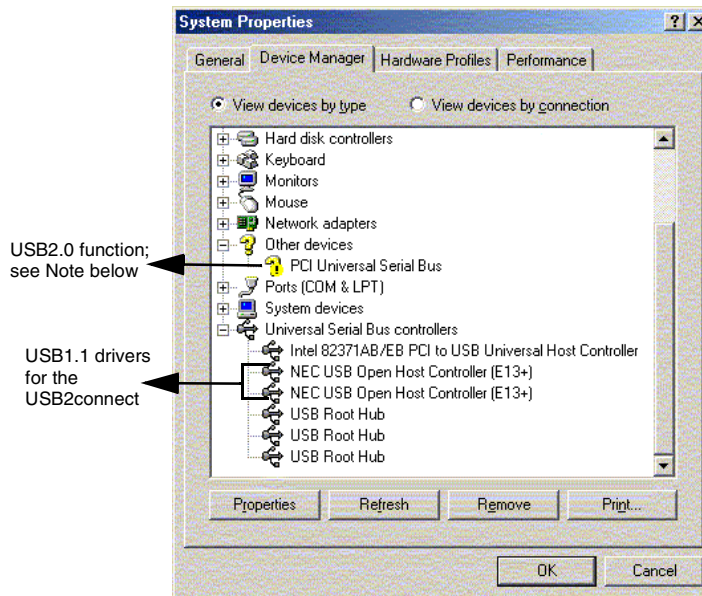 System Properties
General Device Manager Hardware Profiles Performance
View devices by type View devices by connection
Hard disk controllers
Keyboard
Monitors
Mouse
Network adapters
Other devices
PCI Universal Serial Bus
Ports (COM & LPT)
System devices
Universal Serial Bus controllers
Intel 82371AB/EB PCI to USB Universal Host Controller
NEC USB Open Host Controller (E13+)
NEC USB Open Host Controller (E13+)
USB Root Hub
USB Root Hub
USB Root Hub
Properties Refresh Remove Print...
OK Cancel
USB2.0 function;
see Note below
USB1.1 drivers
for the
USB2connect